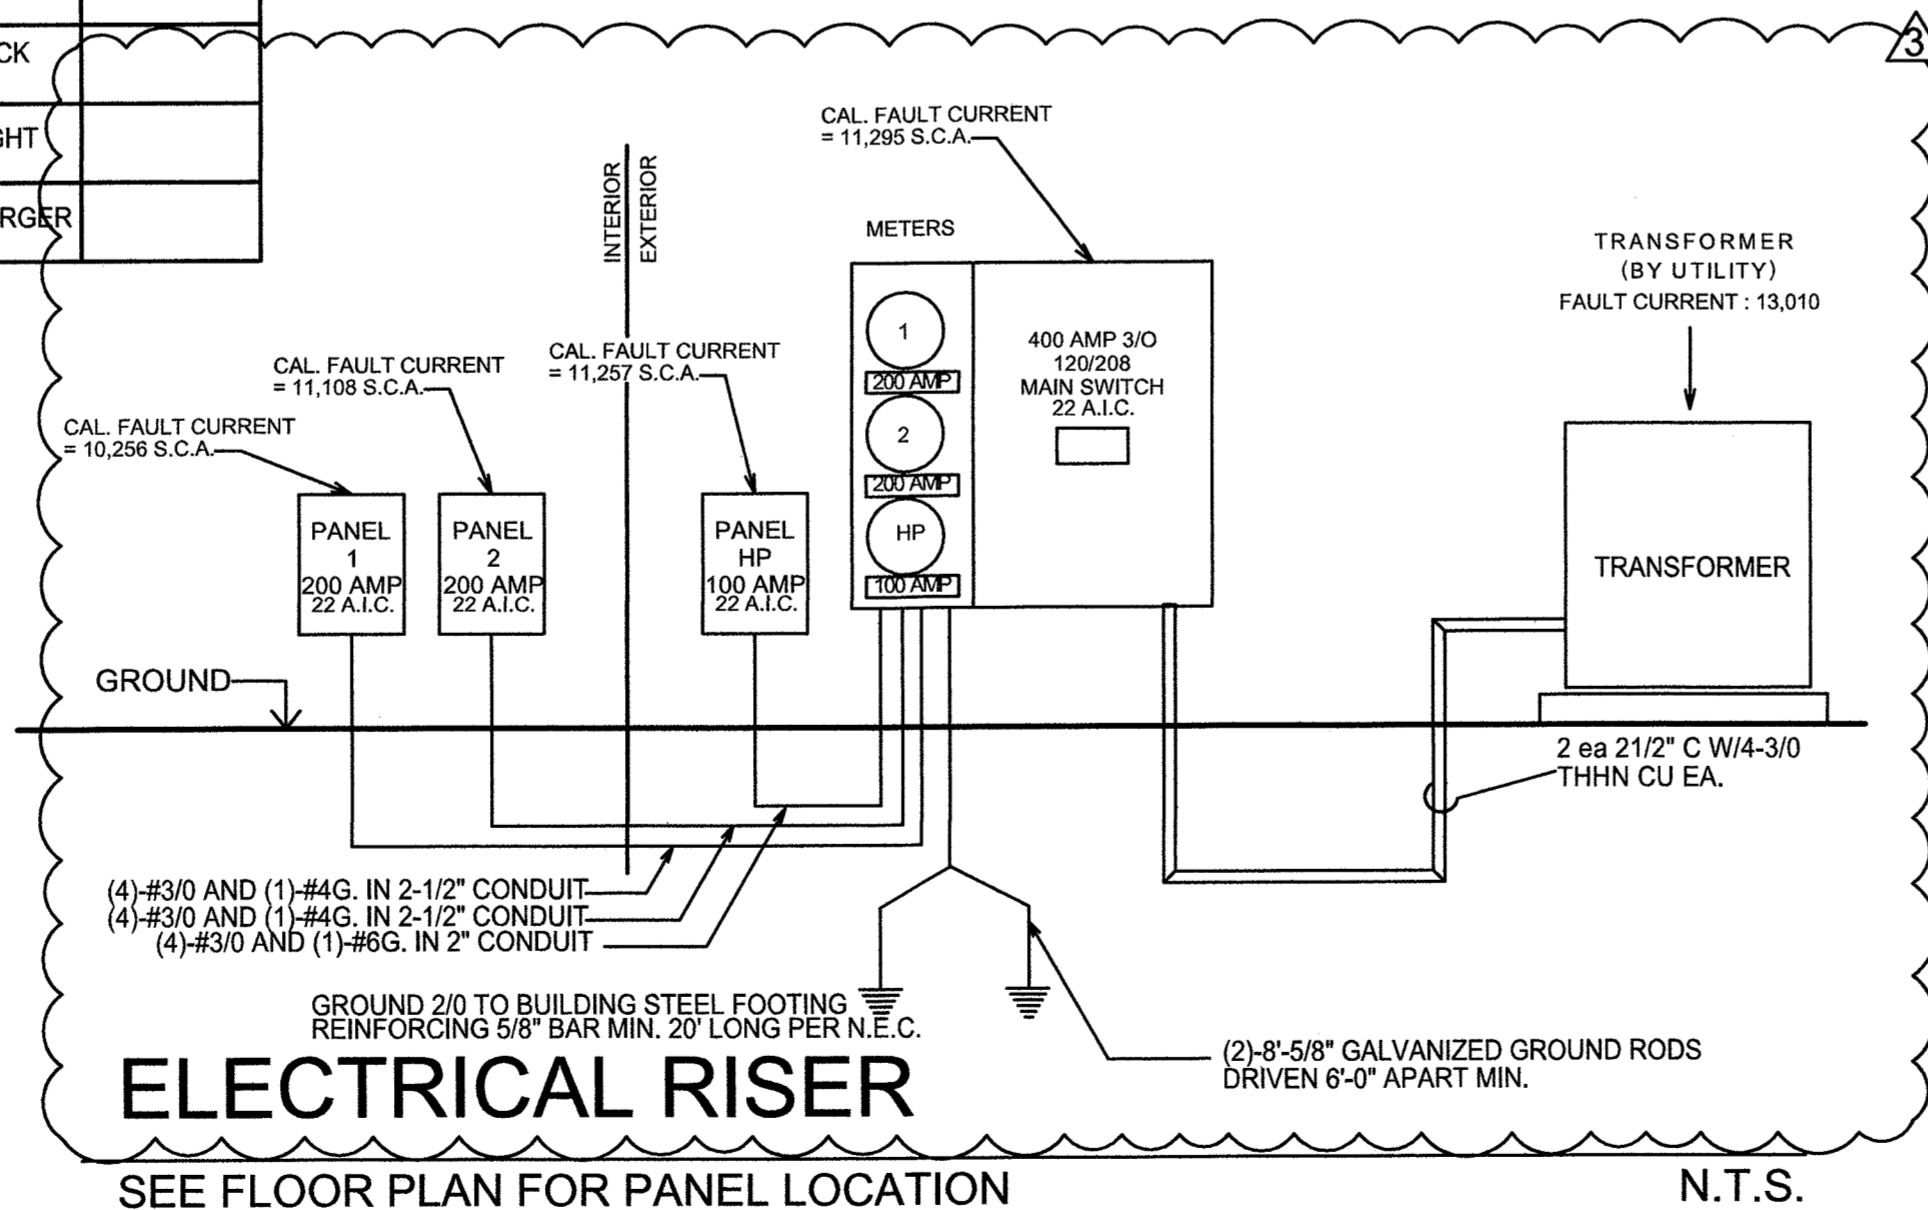 CK
GHT
RGER
3
CAL. FAULT CURRENT
= 11,295 S.C.A.
INTERIOR
EXTERIOR
METERS
TRANSFORMER
(BY UTILITY)
FAULT CURRENT : 13,010
CAL. FAULT CURRENT
= 11,108 S.C.A.
CAL. FAULT CURRENT
= 11,257 S.C.A.
CAL. FAULT CURRENT
= 10,256 S.C.A.
1
200 AMP
2
200 AMP
HP
100 AMP
400 AMP 3/O
120/208
MAIN SWITCH
22 A.I.C.
PANEL
1
200 AMP
22 A.I.C.
PANEL
2
200 AMP
22 A.I.C.
PANEL
HP
100 AMP
22 A.I.C.
TRANSFORMER
GROUND
2 ea 21/2" C W/4-3/0
THHN CU EA.
(4)-#3/0 AND (1)-#4G. IN 2-1/2" CONDUIT
(4)-#3/0 AND (1)-#4G. IN 2-1/2" CONDUIT
(4)-#3/0 AND (1)-#6G. IN 2" CONDUIT
GROUND 2/0 TO BUILDING STEEL FOOTING
REINFORCING 5/8" BAR MIN. 20' LONG PER N.E.C.
(2)-8'-5/8" GALVANIZED GROUND RODS
DRIVEN 6'-0" APART MIN.
ELECTRICAL RISER
SEE FLOOR PLAN FOR PANEL LOCATION
N.T.S.